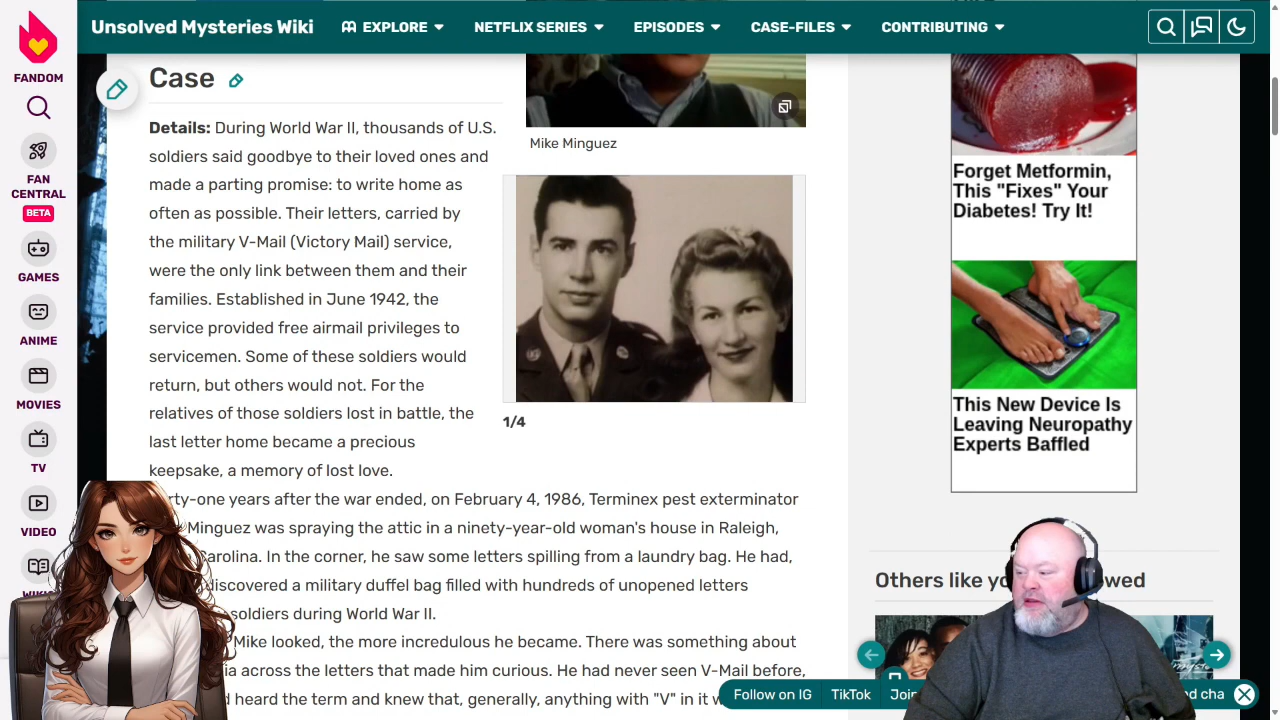 Unsolved Mysteries Wiki
EXPLORE
NETFLIX SERIES
EPISODES
CASE-FILES
CONTRIBUTING
FANDOM
FAN
CENTRAL
BETA
GAMES
ANIME
MOVIES
TV
VIDEO
Case
Details: During World War II, thousands of U.S.
soldiers said goodbye to their loved ones and
made a parting promise: to write home as
often as possible. Their letters, carried by
the military V-Mail (Victory Mail) service,
were the only link between them and their
families. Established in June 1942, the
service provided free airmail privileges to
servicemen. Some of these soldiers would
return, but others would not. For the
relatives of those soldiers lost in battle, the
last letter home became a precious
keepsake, a memory of lost love.
Mike Minguez
1/4
rty-one years after the war ended, on February 4, 1986, Terminex pest exterminator
Minguez was spraying the attic in a ninety-year-old woman's house in Raleigh,
Carolina. In the corner, he saw some letters spilling from a laundry bag. He had,
discovered a military duffel bag filled with hundreds of unopened letters
soldiers during World War II.
Mike looked, the more incredulous he became. There was something about
ia across the letters that made him curious. He had never seen V-Mail before,
d heard the term and knew that, generally, anything with "V" in it w
Forget Metformin,
This "Fixes" Your
Diabetes! Try It!
This New Device Is
Leaving Neuropathy
Experts Baffled
Others like yo wed
Follow on IG
TikTok
Join
d cha